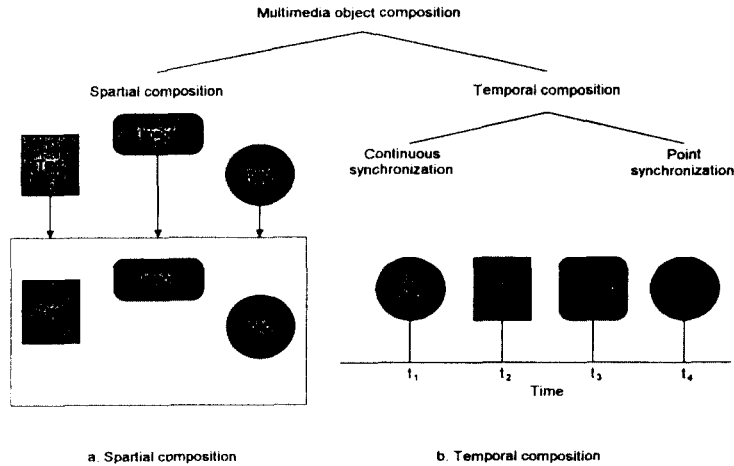 Multimedia object composition
Spartial composition
Temporal composition
Continuous
synchronization
Point
synchronization
t1
t2
t3
t4
Time
a. Spartial composition
b. Temporal composition